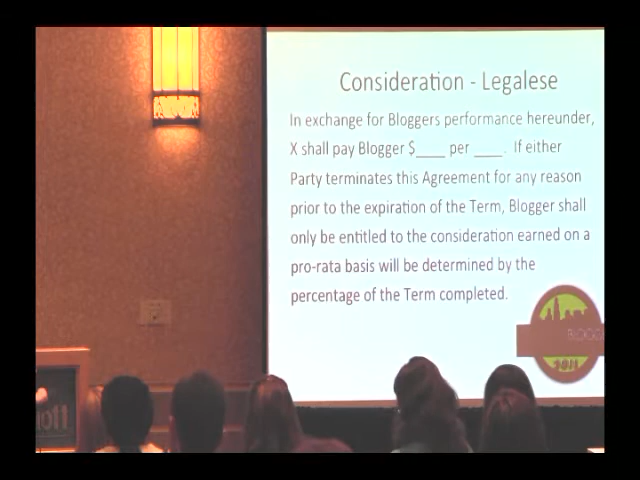 Consideration - Legalese
In exchange for Bloggers performance hereunder,
X shall pay Blogger $____ per ____. If either
Party terminates this Agreement for any reason
prior to the expiration of the Term, Blogger shall
only be entitled to the consideration earned on a
pro-rata basis will be determined by the
percentage of the Term completed.
2011